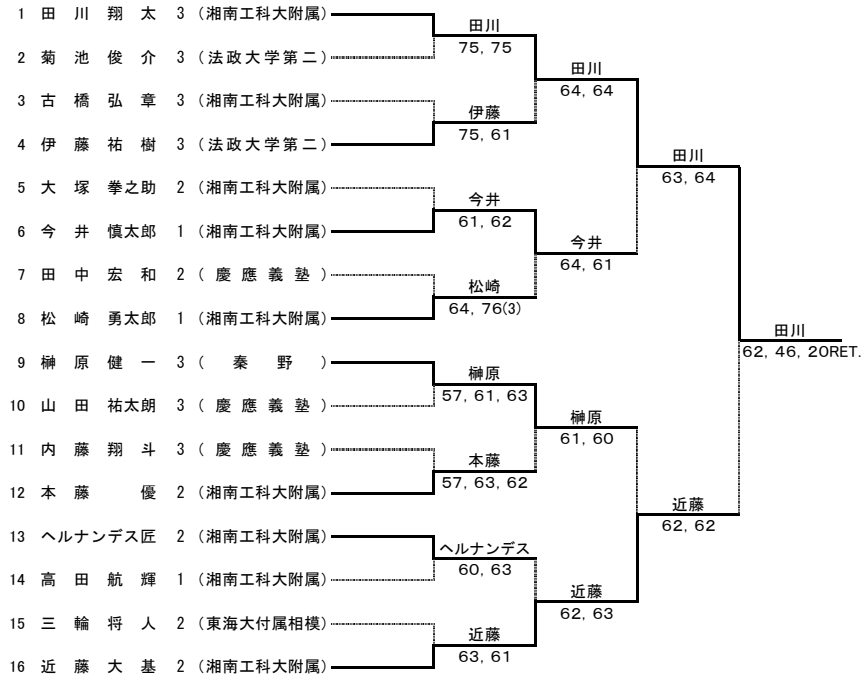 1 田川翔太 3 (湘南工科大附属)
2 菊池俊介 3 (法政大学第二)
3 古橋弘章 3 (湘南工科大附属)
4 伊藤祐樹 3 (法政大学第二)
5 大塚拳之助 2 (湘南工科大附属)
6 今井慎太郎 1 (湘南工科大附属)
7 田中宏和 2 (慶應義塾)
8 松崎勇太郎 1 (湘南工科大附属)
9 榊原健一 3 (秦野)
10 山田祐太朗 3 (慶應義塾)
11 内藤翔斗 3 (慶應義塾)
12 本藤優 2 (湘南工科大附属)
13 ヘルナンデス匠 2 (湘南工科大附属)
14 高田航輝 1 (湘南工科大附属)
15 三輪将人 2 (東海大付属相模)
16 近藤大基 2 (湘南工科大附属)
田川
75, 75
伊藤
75, 61
今井
61, 62
松崎
64, 76(3)
榊原
57, 61, 63
本藤
57, 63, 62
ヘルナンデス
60, 63
近藤
63, 61
田川
64, 64
今井
64, 61
榊原
61, 60
近藤
62, 63
田川
63, 64
近藤
62, 62
田川
62, 46, 20RET.